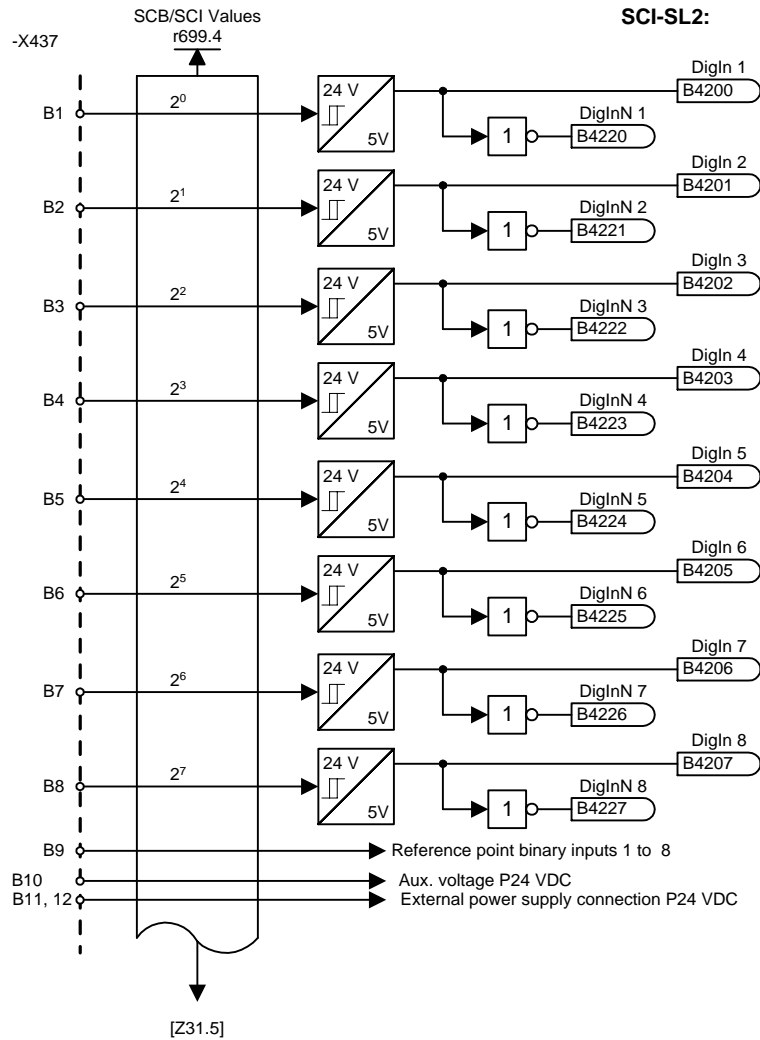 SCB/SCI Values
SCI-SL2:
r699.4
-X437
DigIn 1
24 V
B4200
B1
2⁰
DigInN 1
5V
1
B4220
DigIn 2
24 V
B4201
B2
2¹
DigInN 2
5V
1
B4221
DigIn 3
24 V
B4202
B3
2²
DigInN 3
5V
1
B4222
DigIn 4
24 V
B4203
B4
2³
DigInN 4
5V
1
B4223
DigIn 5
24 V
B4204
B5
2⁴
DigInN 5
5V
1
B4224
DigIn 6
24 V
B4205
B6
2⁵
DigInN 6
5V
1
B4225
DigIn 7
24 V
B4206
B7
2⁶
DigInN 7
5V
1
B4226
DigIn 8
24 V
B4207
B8
2⁷
DigInN 8
5V
1
B4227
B9 Reference point binary inputs 1 to 8
B10 Aux. voltage P24 VDC
B11, 12 External power supply connection P24 VDC
[Z31.5]